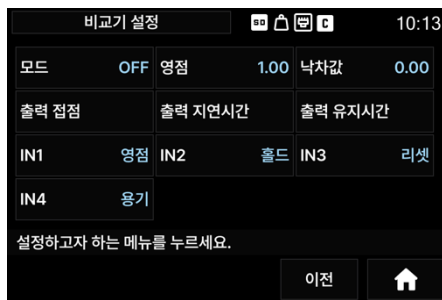 비교기 설정 SD C 10:13
모드 OFF 영점 1.00 낙차값 0.00
출력 접점 출력 지연시간 출력 유지시간
IN1 영점 IN2 홀드 IN3 리셋
IN4 용기
설정하고자 하는 메뉴를 누르세요.
이전